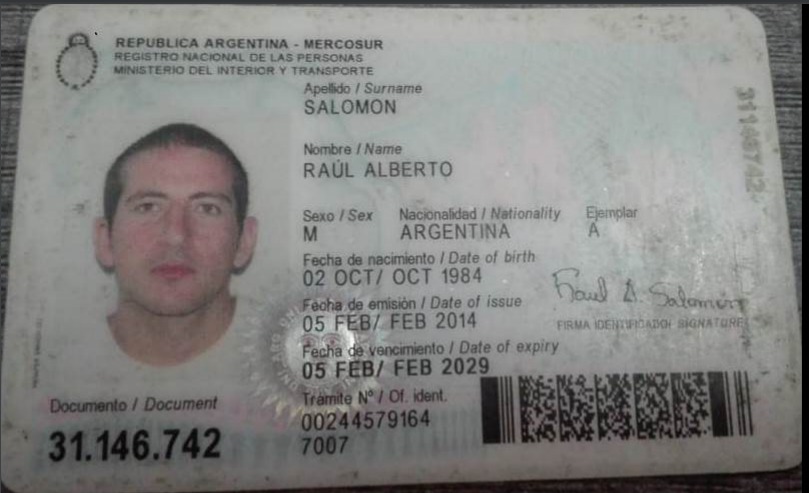 REPUBLICA ARGENTINA - MERCOSUR
REGISTRO NACIONAL DE LAS PERSONAS
MINISTERIO DEL INTERIOR Y TRANSPORTE
Apellido / Surname
SALOMON
Nombre / Name
RAÚL ALBERTO
Sexo / Sex Nacionalidad / Nationality Ejemplar
M ARGENTINA A
Fecha de nacimiento / Date of birth
02 OCT/ OCT 1984
Fecha de emisión / Date of issue
05 FEB/ FEB 2014
Raul A. Salomón
FIRMA IDENTIFICADO/ SIGNATURE
Fecha de vencimiento / Date of expiry
05 FEB/ FEB 2029
Documento / Document
31.146.742
Trámite Nº / Of. ident.
00244579164
7007
31146742